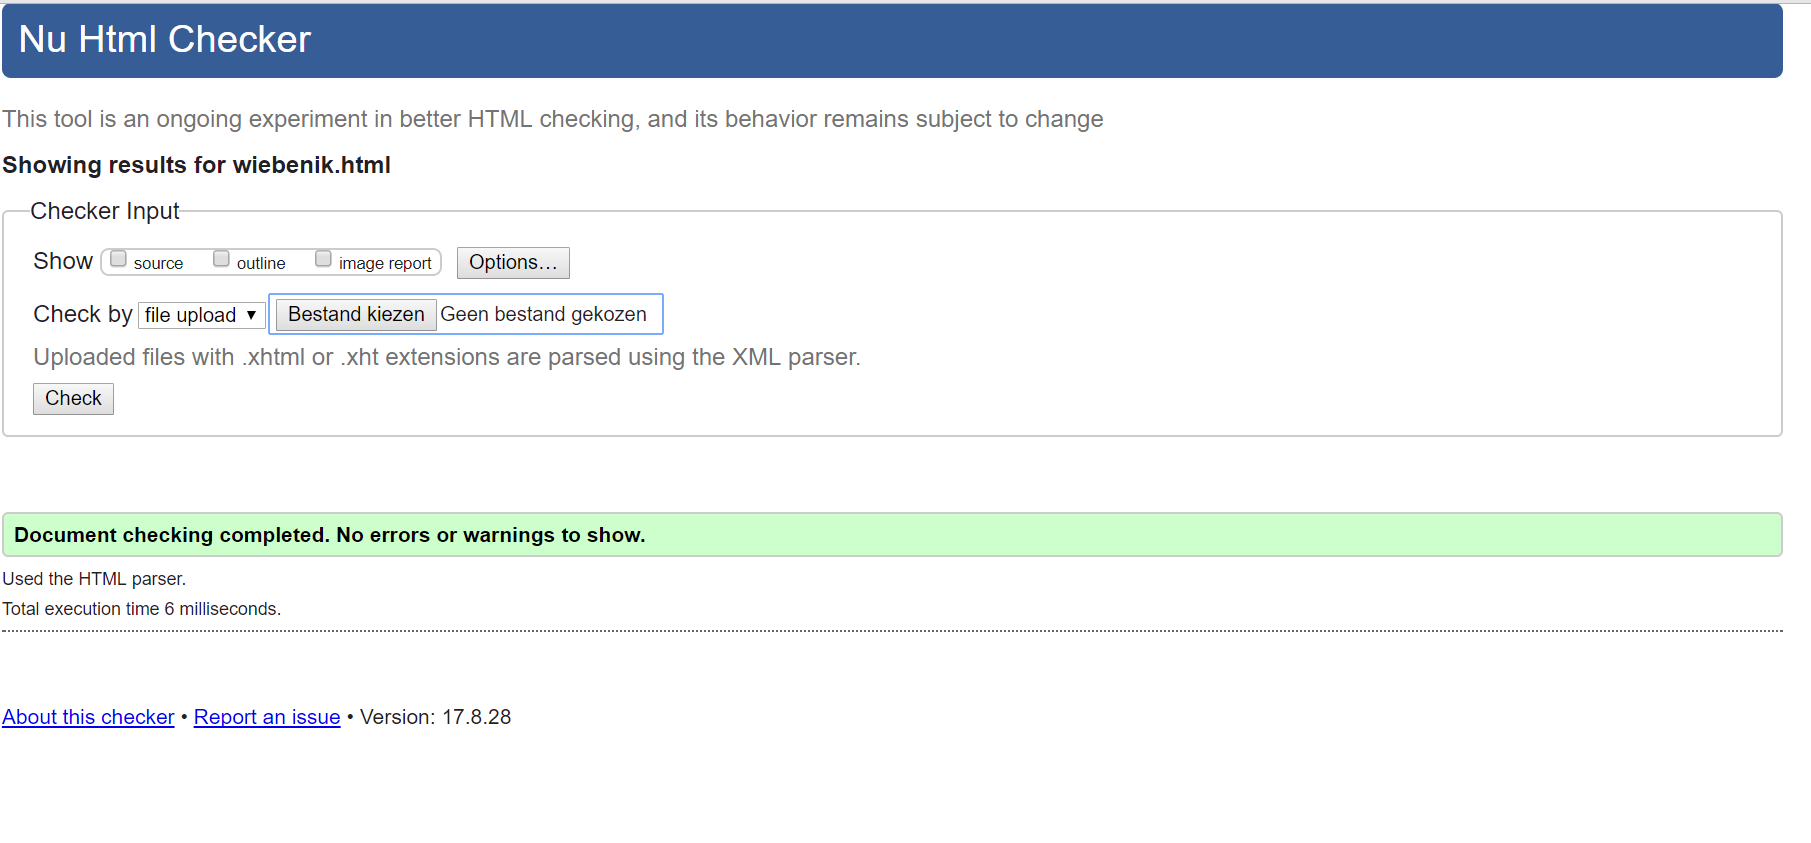 Nu Html Checker
This tool is an ongoing experiment in better HTML checking, and its behavior remains subject to change
Showing results for wiebenik.html
Checker Input
Show source outline image report Options...
Check by file upload ▼ Bestand kiezen Geen bestand gekozen
Uploaded files with .xhtml or .xht extensions are parsed using the XML parser.
Check
Document checking completed. No errors or warnings to show.
Used the HTML parser.
Total execution time 6 milliseconds.
About this checker • Report an issue • Version: 17.8.28